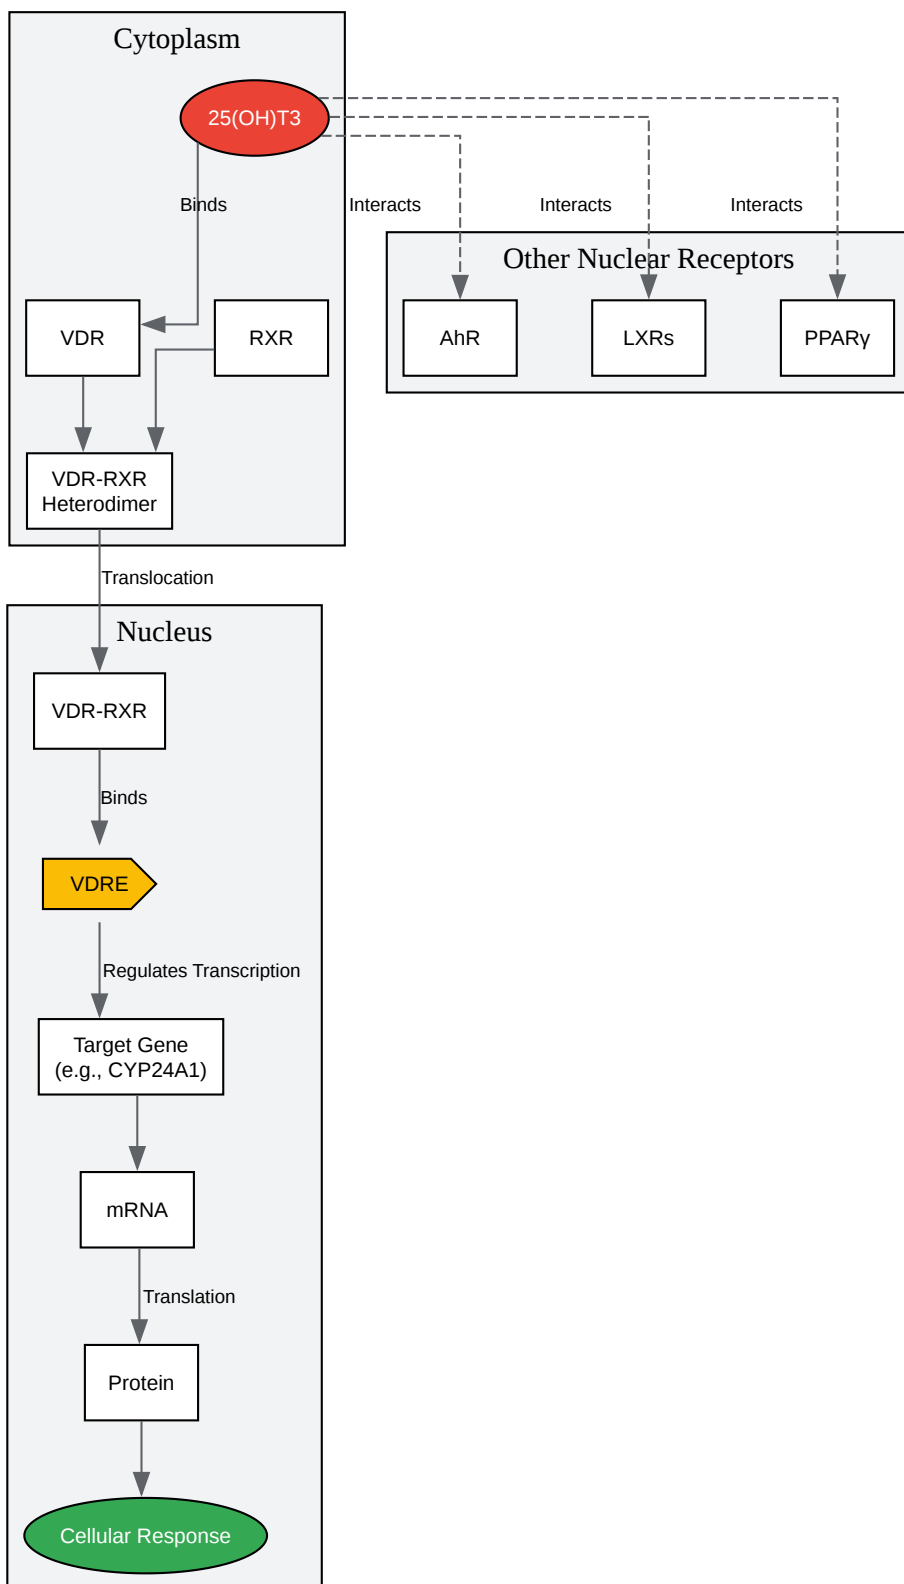 Cytoplasm
25(OH)T3
Binds
Interacts
Interacts
Interacts
Other Nuclear Receptors
VDR
RXR
AhR
LXRs
PPARγ
VDR-RXR
Heterodimer
Translocation
Nucleus
VDR-RXR
Binds
VDRE
Regulates Transcription
Target Gene
(e.g., CYP24A1)
mRNA
Translation
Protein
Cellular Response